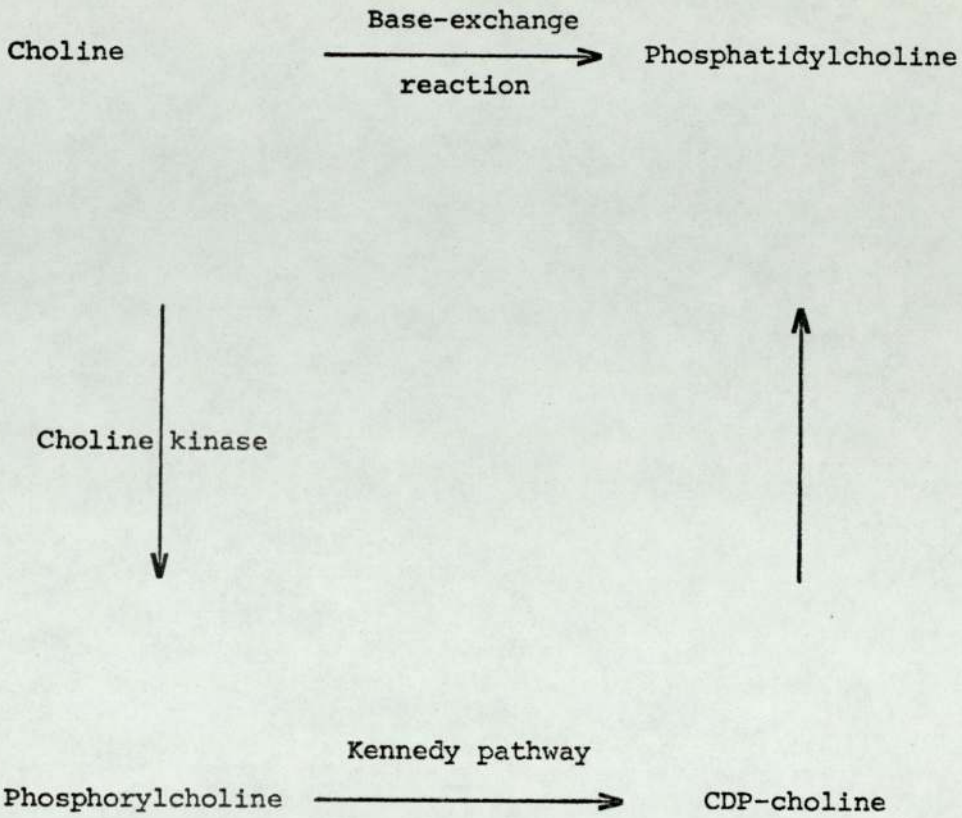 Base-exchange
Choline
Phosphatidylcholine
reaction
Choline kinase
Kennedy pathway
Phosphorylcholine
CDP-choline